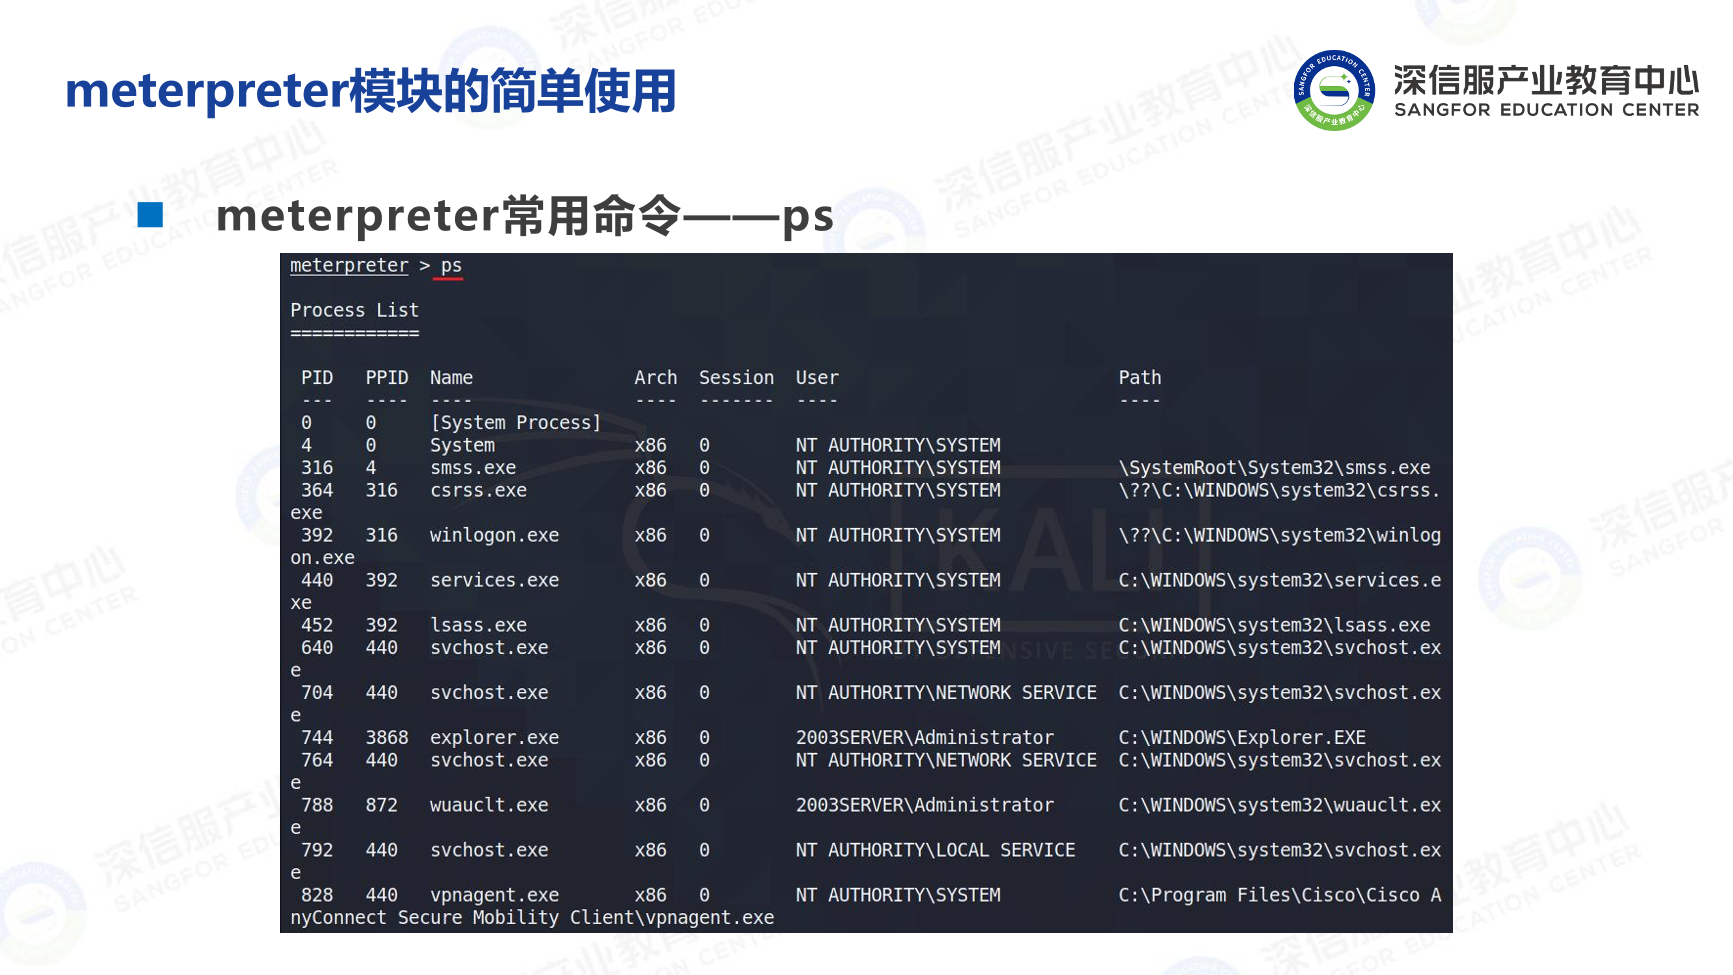 meterpreter模块的简单使用
深信服产业教育中心
SANGFOR EDUCATION CENTER
meterpreter常用命令——ps
meterpreter > ps
Process List
============
PID PPID Name Arch Session User Path
--- ---- ---- ---- ------- ---- ----
0 0 [System Process]
4 0 System x86 0 NT AUTHORITY\SYSTEM
316 4 smss.exe x86 0 NT AUTHORITY\SYSTEM \SystemRoot\System32\smss.exe
364 316 csrss.exe x86 0 NT AUTHORITY\SYSTEM \??\C:\WINDOWS\system32\csrss.
exe
392 316 winlogon.exe x86 0 NT AUTHORITY\SYSTEM \??\C:\WINDOWS\system32\winlog
on.exe
440 392 services.exe x86 0 NT AUTHORITY\SYSTEM C:\WINDOWS\system32\services.e
xe
452 392 lsass.exe x86 0 NT AUTHORITY\SYSTEM C:\WINDOWS\system32\lsass.exe
640 440 svchost.exe x86 0 NT AUTHORITY\SYSTEM C:\WINDOWS\system32\svchost.ex
e
704 440 svchost.exe x86 0 NT AUTHORITY\NETWORK SERVICE C:\WINDOWS\system32\svchost.ex
e
744 3868 explorer.exe x86 0 2003SERVER\Administrator C:\WINDOWS\Explorer.EXE
764 440 svchost.exe x86 0 NT AUTHORITY\NETWORK SERVICE C:\WINDOWS\system32\svchost.ex
e
788 872 wuauclt.exe x86 0 2003SERVER\Administrator C:\WINDOWS\system32\wuauclt.ex
e
792 440 svchost.exe x86 0 NT AUTHORITY\LOCAL SERVICE C:\WINDOWS\system32\svchost.ex
e
828 440 vpnagent.exe x86 0 NT AUTHORITY\SYSTEM C:\Program Files\Cisco\Cisco A
nyConnect Secure Mobility Client\vpnagent.exe